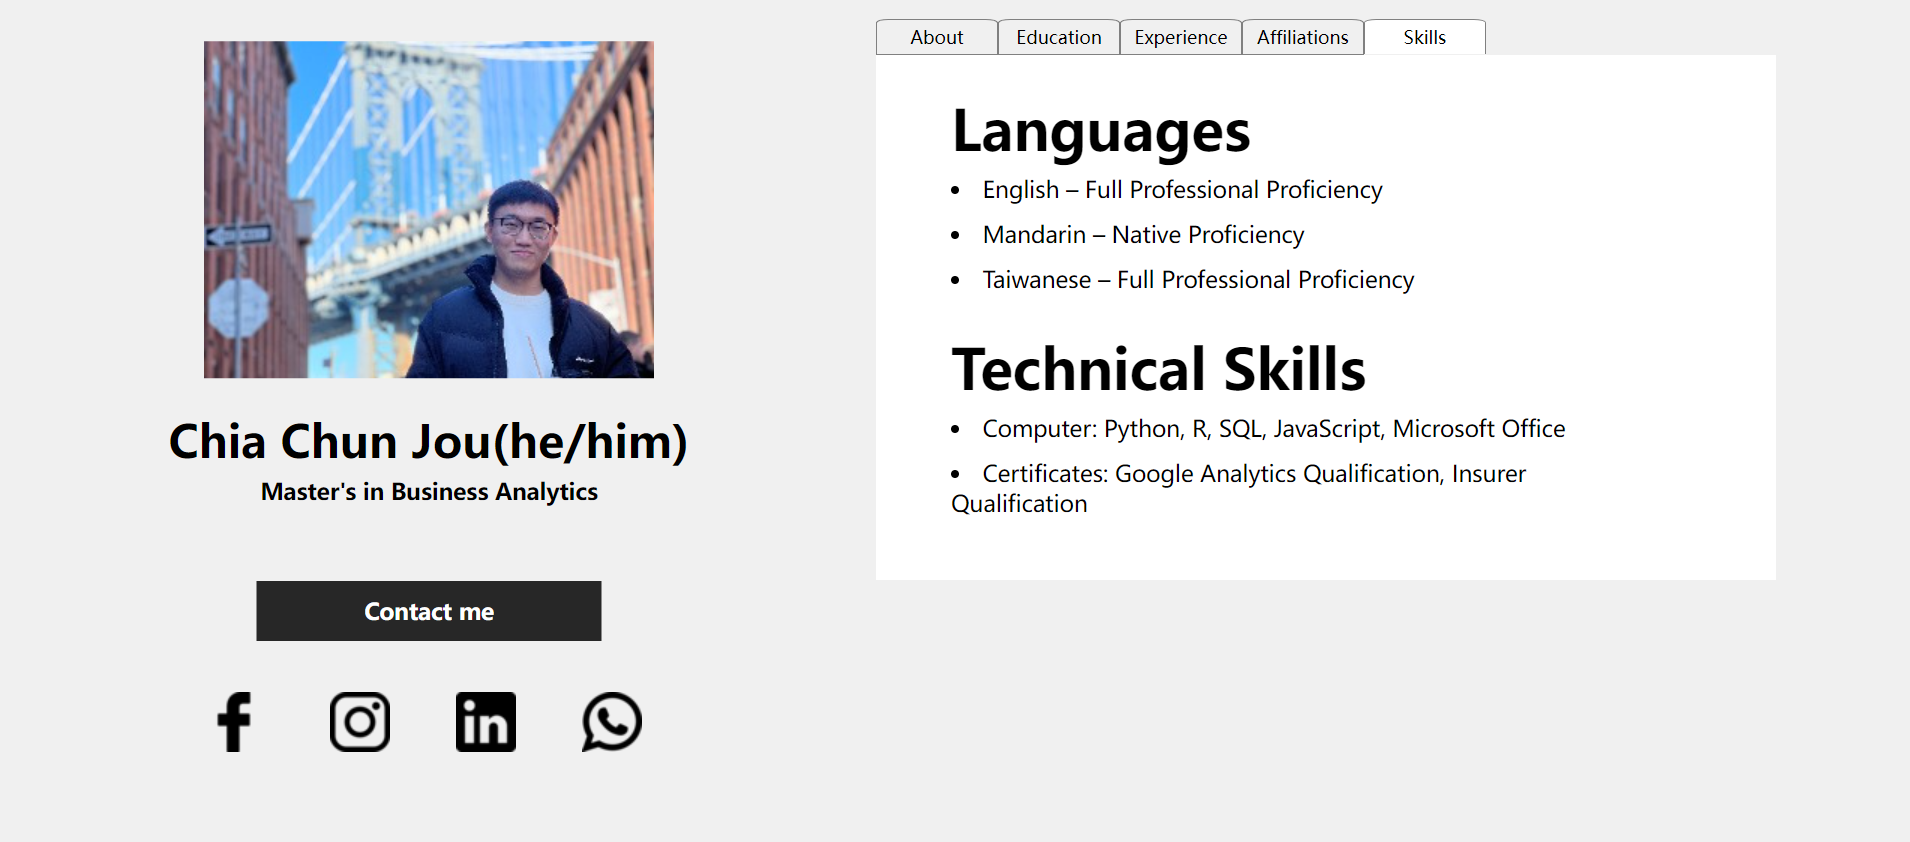 About
Education
Experience
Affiliations
Skills
Languages
• English – Full Professional Proficiency
• Mandarin – Native Proficiency
• Taiwanese – Full Professional Proficiency
Technical Skills
• Computer: Python, R, SQL, JavaScript, Microsoft Office
• Certificates: Google Analytics Qualification, Insurer
Qualification
Chia Chun Jou(he/him)
Master's in Business Analytics
Contact me
in